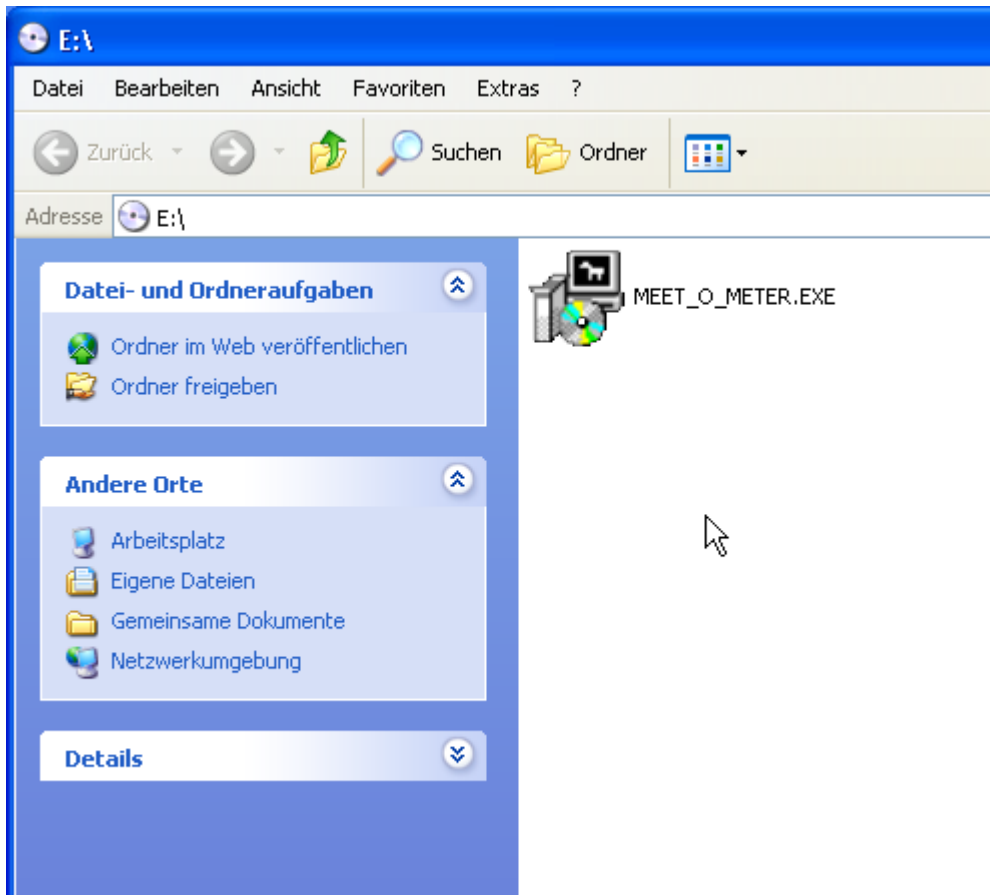 E:\
Datei Bearbeiten Ansicht Favoriten Extras ?
Zurück Suchen Ordner
Adresse E:\
Datei- und Ordneraufgaben
Ordner im Web veröffentlichen
Ordner freigeben
Andere Orte
Arbeitsplatz
Eigene Dateien
Gemeinsame Dokumente
Netzwerkumgebung
Details
MEET_O_METER.EXE